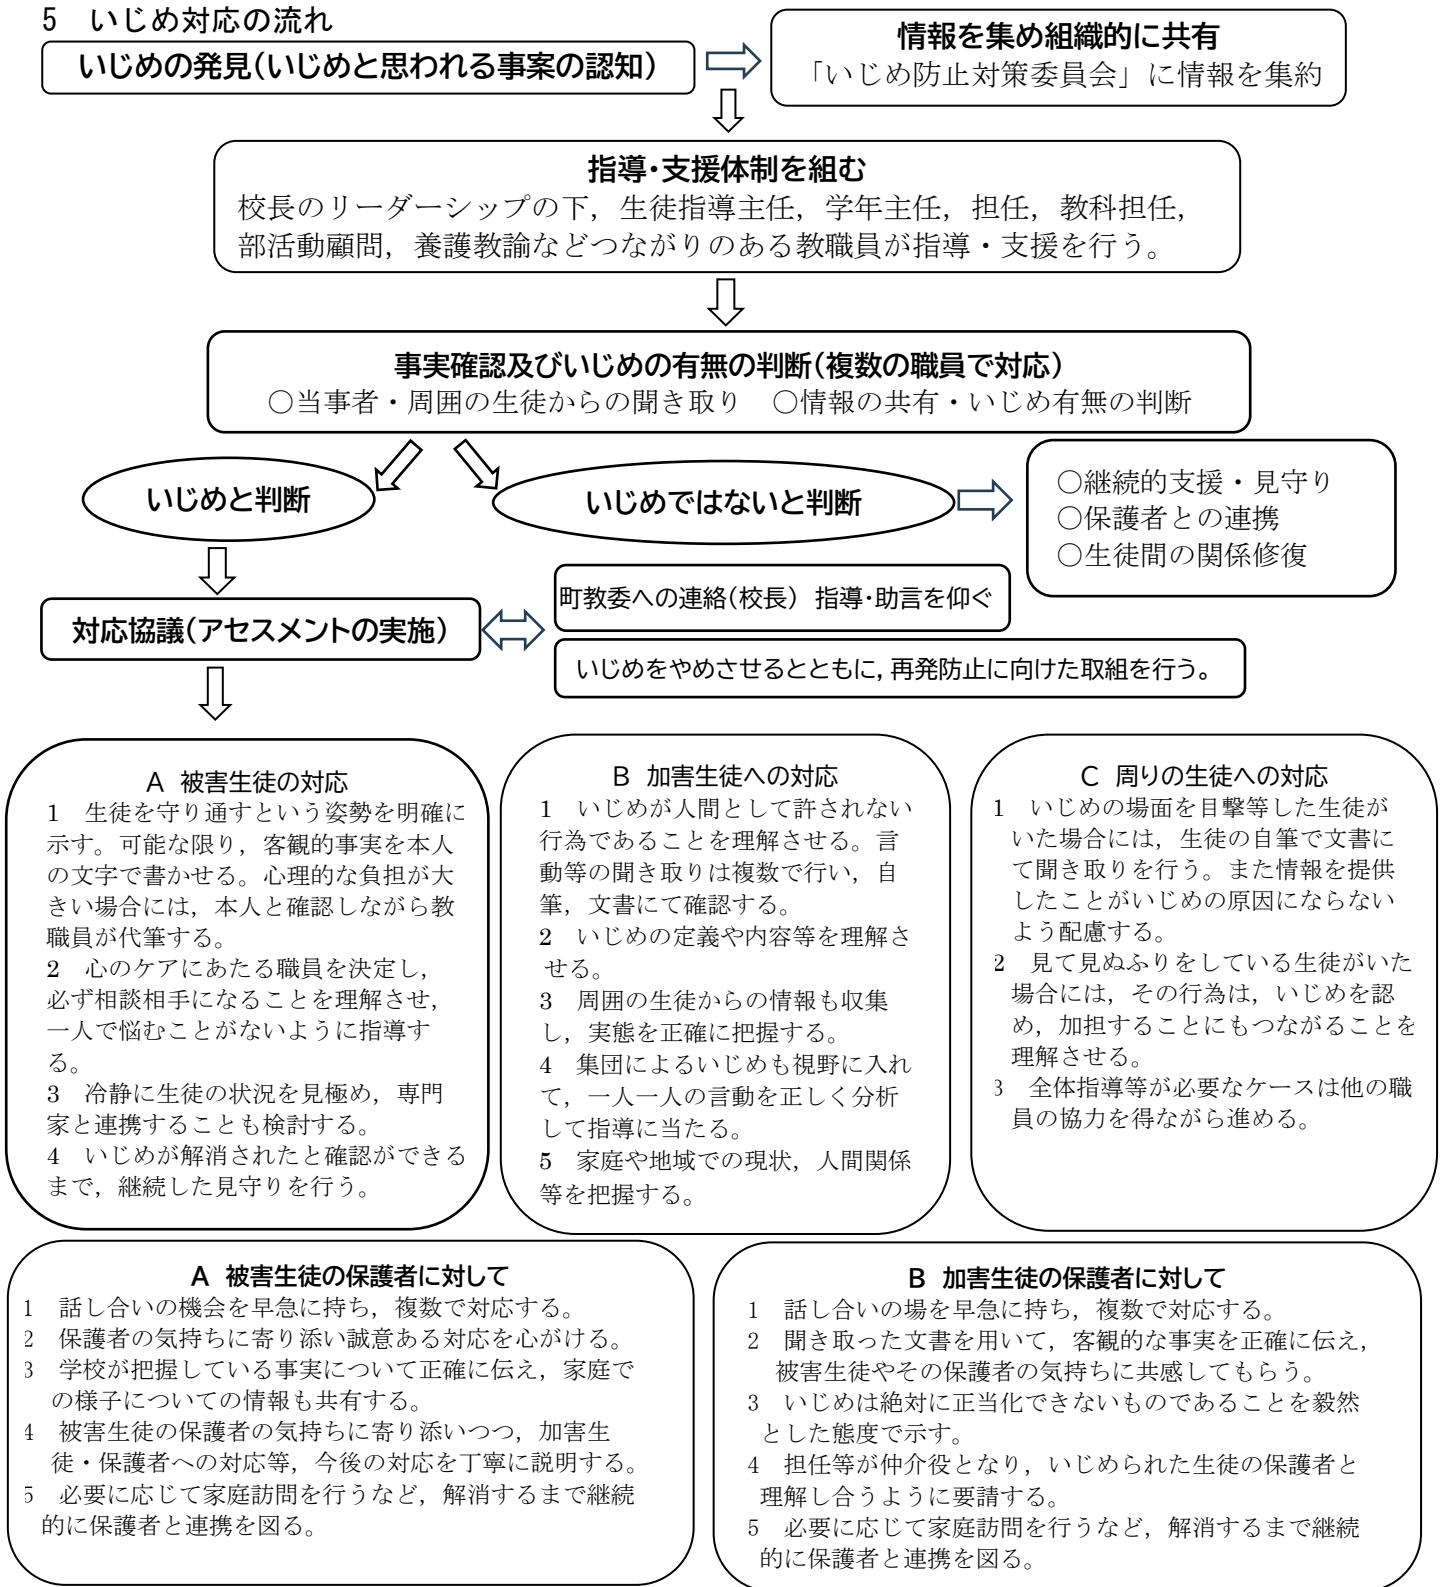 5 いじめ対応の流れ
いじめの発見(いじめと思われる事案の認知)
情報を集め組織的に共有
「いじめ防止対策委員会」に情報を集約
指導・支援体制を組む
校長のリーダーシップの下，生徒指導主任，学年主任，担任，教科担任，
部活動顧問，養護教諭などつながりのある教職員が指導・支援を行う。
事実確認及びいじめの有無の判断(複数の職員で対応)
○当事者・周囲の生徒からの聞き取り ○情報の共有・いじめ有無の判断
いじめと判断
いじめではないと判断
○継続的支援・見守り
○保護者との連携
○生徒間の関係修復
対応協議(アセスメントの実施)
町教委への連絡(校長) 指導・助言を仰ぐ
いじめをやめさせるとともに，再発防止に向けた取組を行う。
A 被害生徒の対応
1 生徒を守り通すという姿勢を明確に
示す。可能な限り，客観的事実を本人
の文字で書かせる。心理的な負担が大
きい場合には，本人と確認しながら教
職員が代筆する。
2 心のケアにあたる職員を決定し，
必ず相談相手になることを理解させ，
一人で悩むことがないように指導す
る。
3 冷静に生徒の状況を見極め，専門
家と連携することも検討する。
4 いじめが解消されたと確認ができる
まで，継続した見守りを行う。
B 加害生徒への対応
1 いじめが人間として許されない
行為であることを理解させる。言
動等の聞き取りは複数で行い，自
筆，文書にて確認する。
2 いじめの定義や内容等を理解さ
せる。
3 周囲の生徒からの情報も収集
し，実態を正確に把握する。
4 集団によるいじめも視野に入れ
て，一人一人の言動を正しく分析
して指導に当たる。
5 家庭や地域での現状，人間関係
等を把握する。
C 周りの生徒への対応
1 いじめの場面を目撃等した生徒が
いた場合には，生徒の自筆で文書に
て聞き取りを行う。また情報を提供
したことがいじめの原因にならない
よう配慮する。
2 見て見ぬふりをしている生徒がいた
場合には，その行為は，いじめを認
め，加担することにもつながることを
理解させる。
3 全体指導等が必要なケースは他の職
員の協力を得ながら進める。
A 被害生徒の保護者に対して
1 話し合いの機会を早急に持ち，複数で対応する。
2 保護者の気持ちに寄り添い誠意ある対応を心がける。
3 学校が把握している事実について正確に伝え，家庭で
の様子についての情報も共有する。
4 被害生徒の保護者の気持ちに寄り添いつつ，加害生
徒・保護者への対応等，今後の対応を丁寧に説明する。
5 必要に応じて家庭訪問を行うなど，解消するまで継続
的に保護者と連携を図る。
B 加害生徒の保護者に対して
1 話し合いの場を早急に持ち，複数で対応する。
2 聞き取った文書を用いて，客観的な事実を正確に伝え，
被害生徒やその保護者の気持ちに共感してもらう。
3 いじめは絶対に正当化できないものであることを毅然
とした態度で示す。
4 担任等が仲介役となり，いじめられた生徒の保護者と
理解し合うように要請する。
5 必要に応じて家庭訪問を行うなど，解消するまで継続
的に保護者と連携を図る。